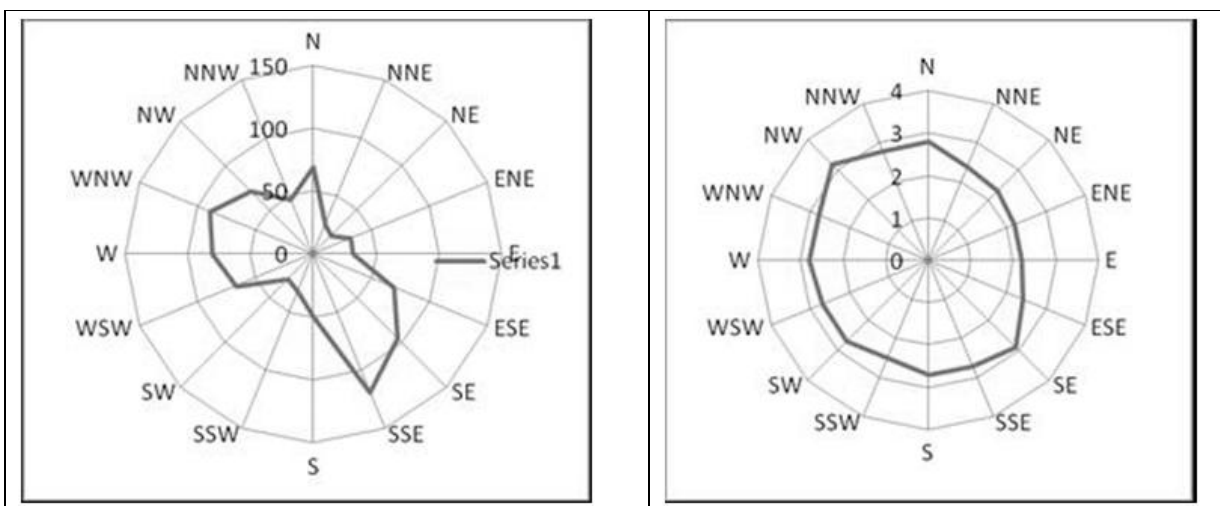 N
NNW 150 NNE
NW 100 NE
WNW 50 ENE
W 0 E
Series1
WSW ESE
SW SE
SSW SSE
S
N
NNW 4 NNE
NW 3 NE
WNW 2 ENE
1
W 0 E
WSW ESE
SW SE
SSW SSE
S